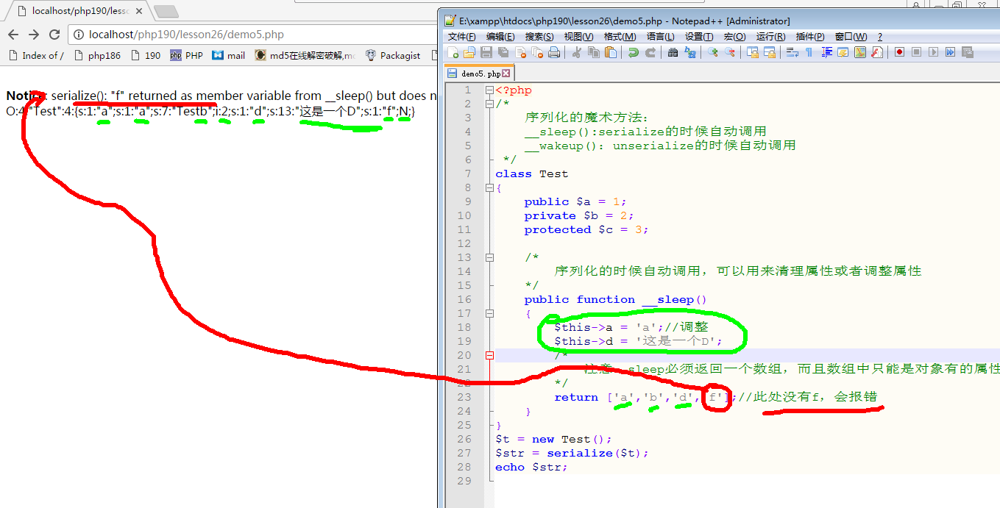 localhost/php190/less
localhost/php190/lesson26/demo5.php
Index of /
php186
190
php
PHP
mail
md5在线解密破解,mc
Packagist
Notice: serialize(): "f" returned as member variable from __sleep() but does n
O:4:"Test":4:{s:1:"a";s:1:"a";s:7:"Testb";i:2;s:1:"d";s:13:"这是一个D";s:1:"f";N;}
E:\xampp\htdocs\php190\lesson26\demo5.php - Notepad++ [Administrator]
文件(F) 编辑(E) 搜索(S) 视图(V) 格式(M) 语言(L) 设置(T) 宏(O) 运行(R) 插件(P) 窗口(W) ?
demo5.php
1 <?php
2 /*
3 序列化的魔术方法：
4 __sleep():serialize的时候自动调用
5 __wakeup(): unserialize的时候自动调用
6 */
7 class Test
8 {
9 public $a = 1;
10 private $b = 2;
11 protected $c = 3;
12
13 /*
14 序列化的时候自动调用，可以用来清理属性或者调整属性
15 */
16 public function __sleep()
17 {
18 $this->a = 'a';//调整
19 $this->d = '这是一个D';
20 /*
21 注意 sleep必须返回一个数组，而且数组中只能是对象有的属性
22 */
23 return ['a','b','d','f'];//此处没有f，会报错
24 }
25 }
26 $t = new Test();
27 $str = serialize($t);
28 echo $str;
29